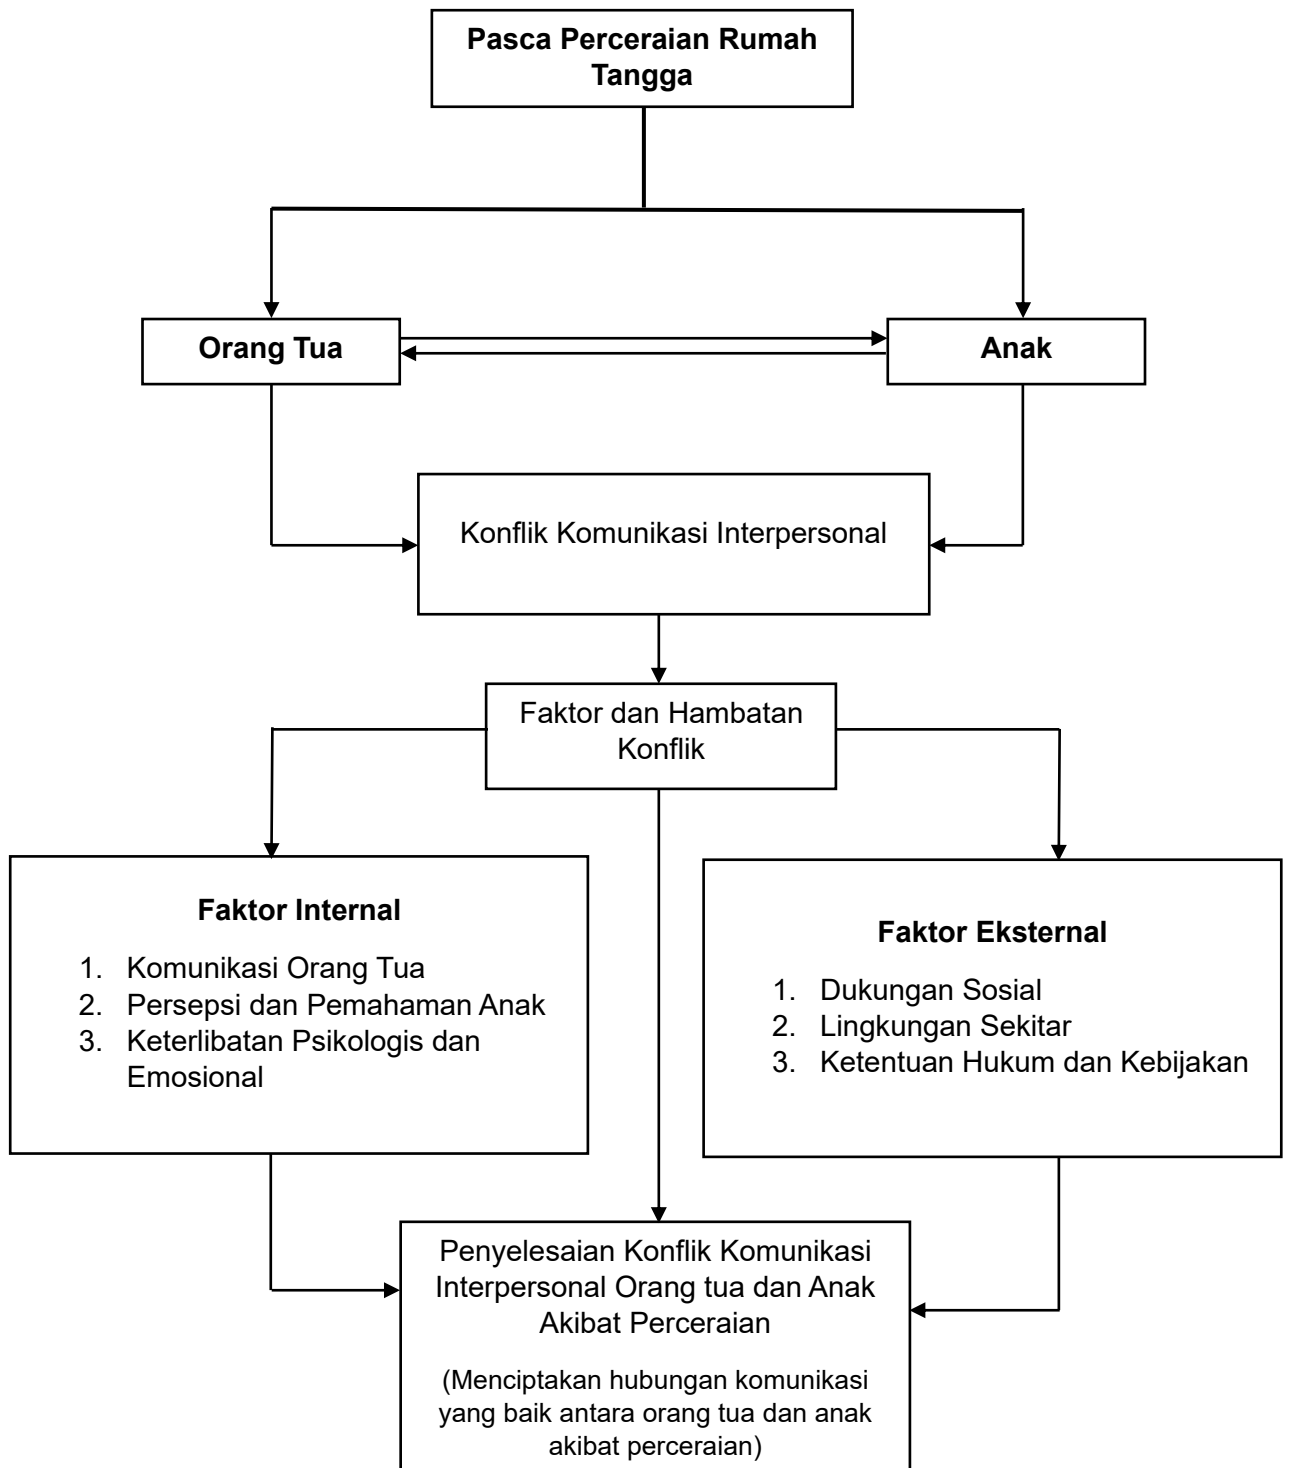 Pasca Perceraian Rumah
Tangga
Orang Tua
Anak
Konflik Komunikasi Interpersonal
Faktor dan Hambatan
Konflik
Faktor Internal
1. Komunikasi Orang Tua
2. Persepsi dan Pemahaman Anak
3. Keterlibatan Psikologis dan
Emosional
Faktor Eksternal
1. Dukungan Sosial
2. Lingkungan Sekitar
3. Ketentuan Hukum dan Kebijakan
Penyelesaian Konflik Komunikasi
Interpersonal Orang tua dan Anak
Akibat Perceraian
(Menciptakan hubungan komunikasi
yang baik antara orang tua dan anak
akibat perceraian)